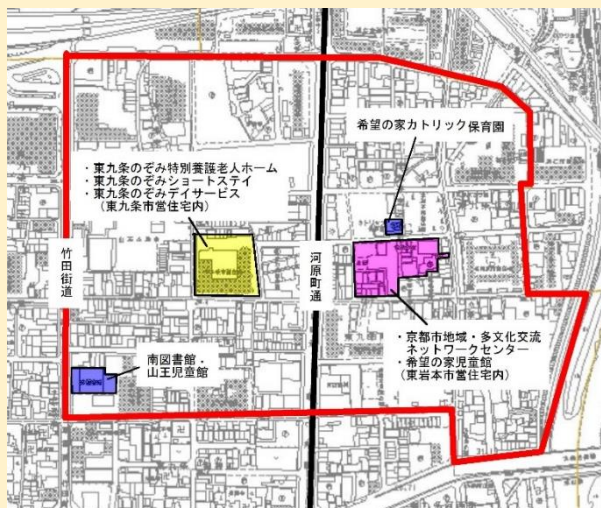 希望の家カトリック保育園
・東九条のぞみ特別養護老人ホーム
・東九条のぞみショートステイ
・東九条のぞみデイサービス
（東九条市営住宅内）
竹田街道
河原町通
・京都市地域・多文化交流
ネットワークセンター
・希望の家児童館
（東岩本市営住宅内）
南図書館・
山王児童館